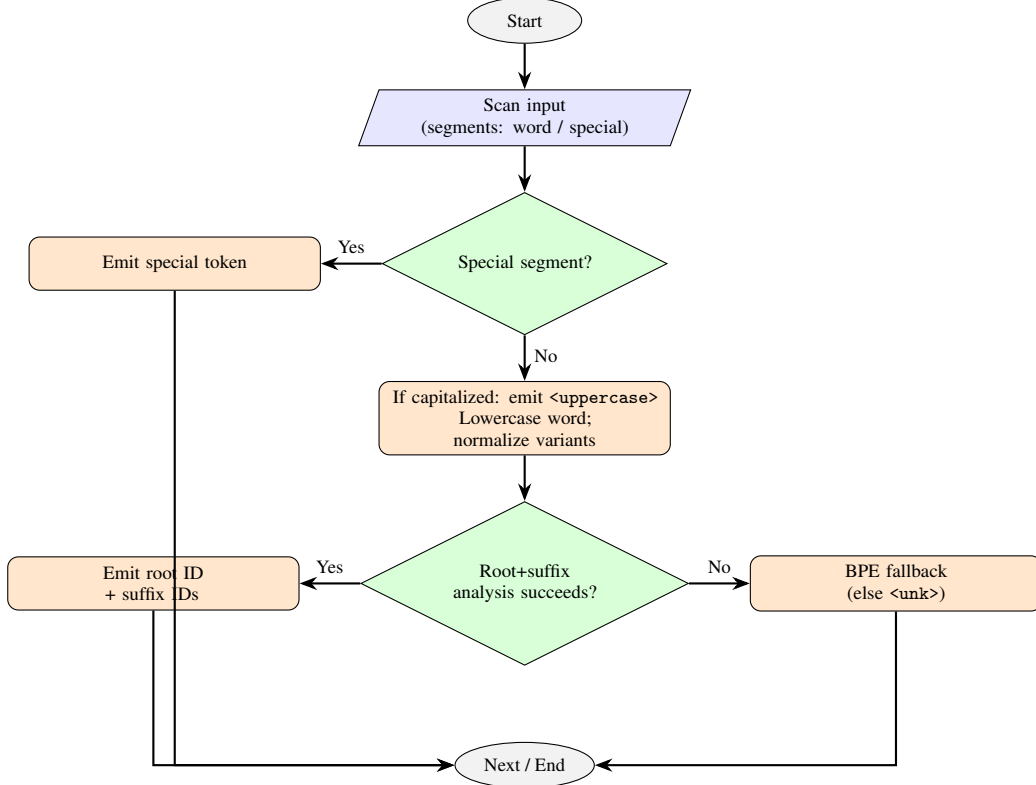 Start
Scan input
(segments: word / special)
Special segment?
Yes
Emit special token
No
If capitalized: emit <uppercase>
Lowercase word;
normalize variants
Root+suffix
analysis succeeds?
Yes
Emit root ID
+ suffix IDs
No
BPE fallback
(else <unk>)
Next / End